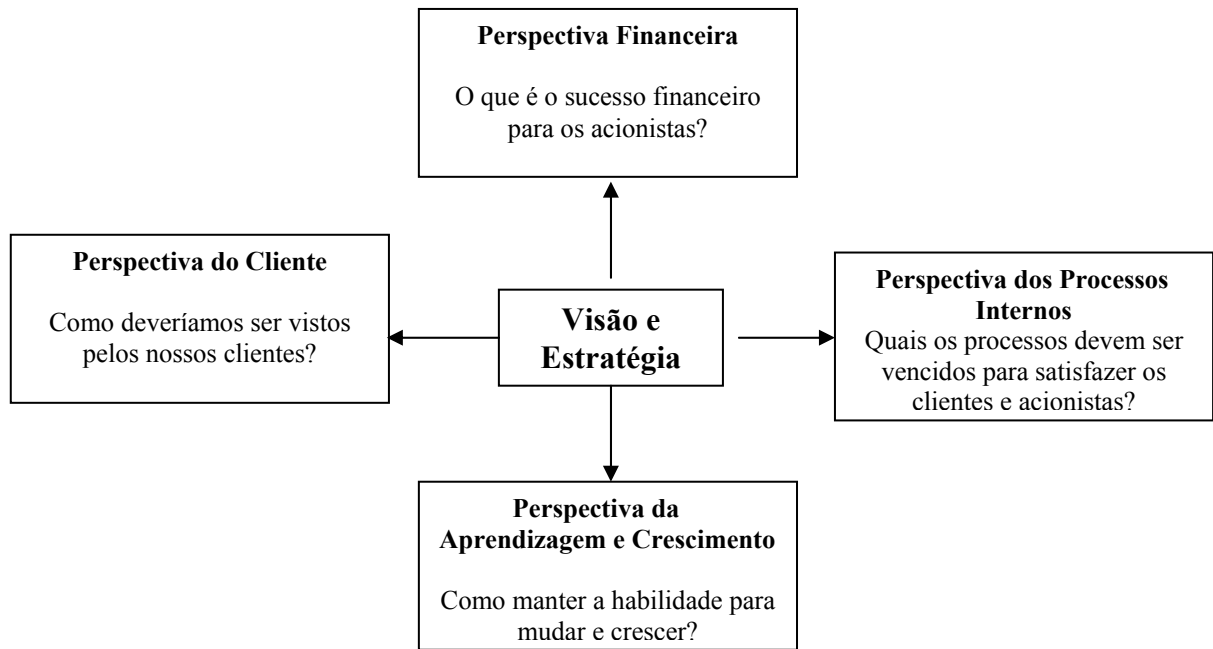 Perspectiva Financeira
O que é o sucesso financeiro
para os acionistas?
Perspectiva do Cliente
Como deveríamos ser vistos
pelos nossos clientes?
Visão e
Estratégia
Perspectiva dos Processos
Internos
Quais os processos devem ser
vencidos para satisfazer os
clientes e acionistas?
Perspectiva da
Aprendizagem e Crescimento
Como manter a habilidade para
mudar e crescer?